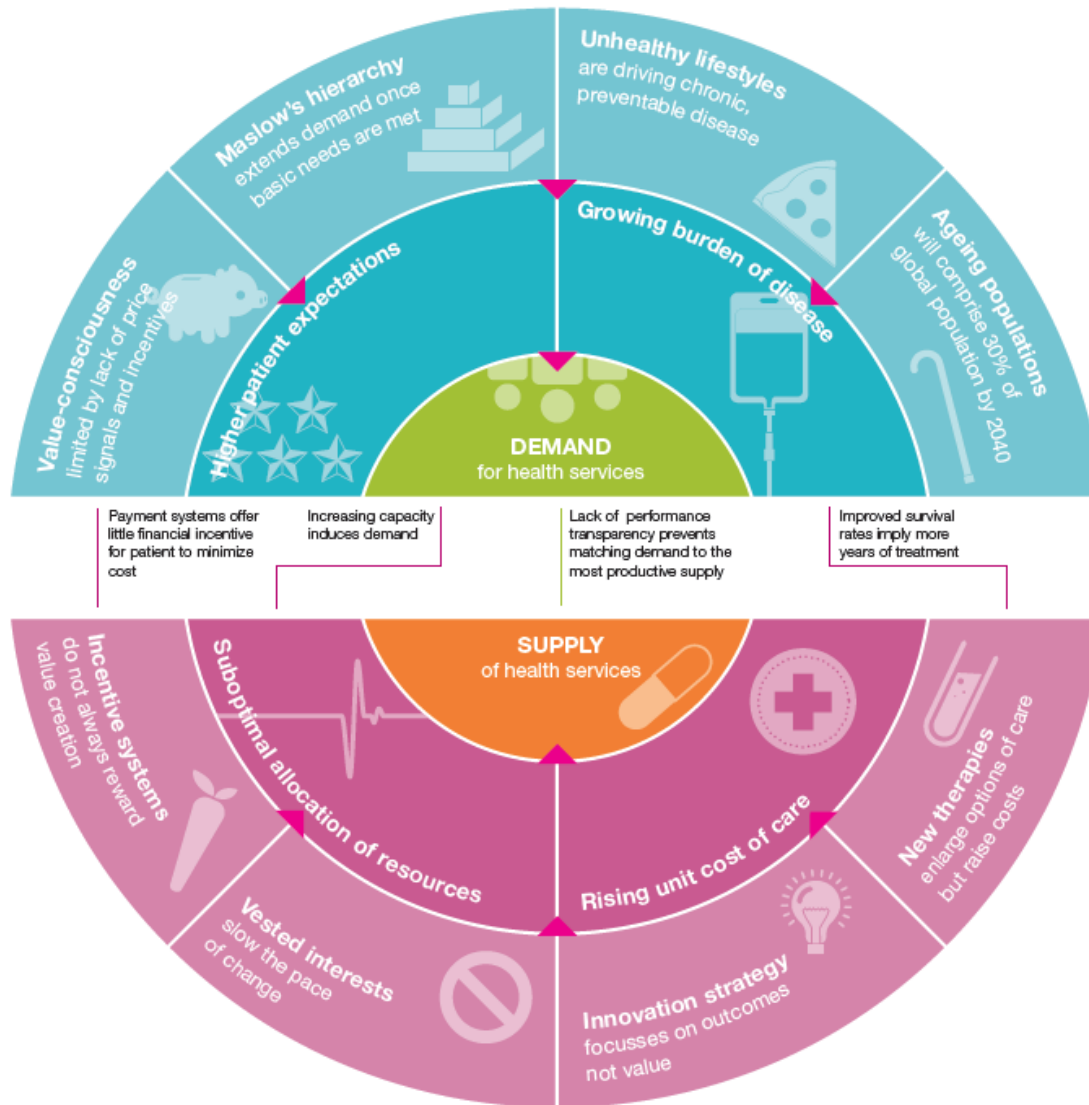 Maslow's hierarchy
extends demand once
basic needs are met
Unhealthy lifestyles
are driving chronic,
preventable disease
Value-consciousness
limited by lack of price
signals and incentives
Ageing populations
will comprise 30% of
global population by 2040
Higher patient expectations
Growing burden of disease
DEMAND
for health services
Payment systems offer
little financial incentive
for patient to minimize
cost
Increasing capacity
induces demand
Lack of performance
transparency prevents
matching demand to the
most productive supply
Improved survival
rates imply more
years of treatment
SUPPLY
of health services
Suboptimal allocation of resources
Rising unit cost of care
Incentive systems
do not always reward
value creation
New therapies
enlarge options of care
but raise costs
Vested interests
slow the pace
of change
Innovation strategy
focusses on outcomes
not value